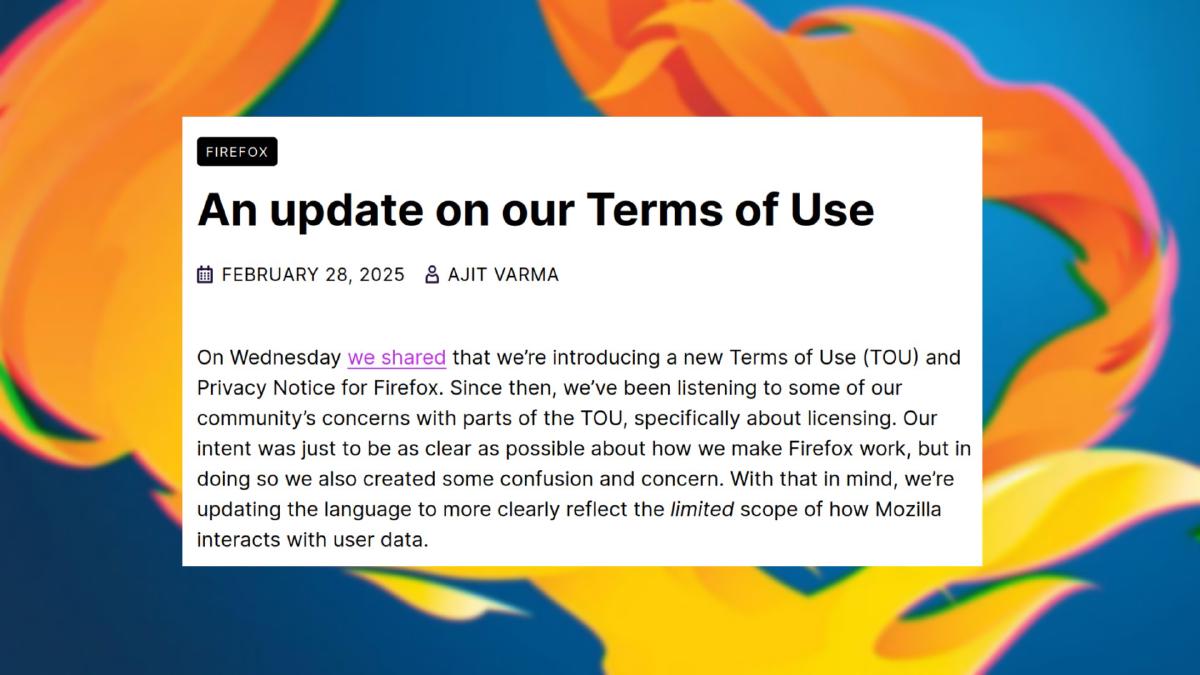 FIREFOX
An update on our Terms of Use
FEBRUARY 28, 2025 AJIT VARMA
On Wednesday we shared that we’re introducing a new Terms of Use (TOU) and
Privacy Notice for Firefox. Since then, we’ve been listening to some of our
community’s concerns with parts of the TOU, specifically about licensing. Our
intent was just to be as clear as possible about how we make Firefox work, but in
doing so we also created some confusion and concern. With that in mind, we’re
updating the language to more clearly reflect the limited scope of how Mozilla
interacts with user data.